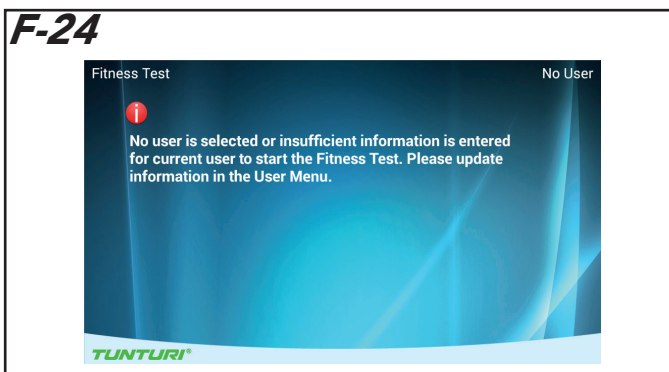 F-24
Fitness Test
No User
No user is selected or insufficient information is entered
for current user to start the Fitness Test. Please update
information in the User Menu.
TUNTURI®